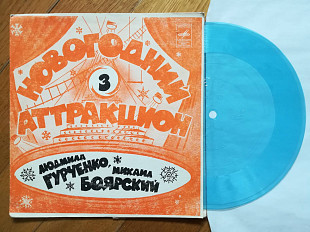 НОВОГОДНИЙ
3
АТТРАКЦИОН
ЛЮДМИЛА
ГУРЧЕНКО,
МИХАИЛ
БОЯРСКИЙ